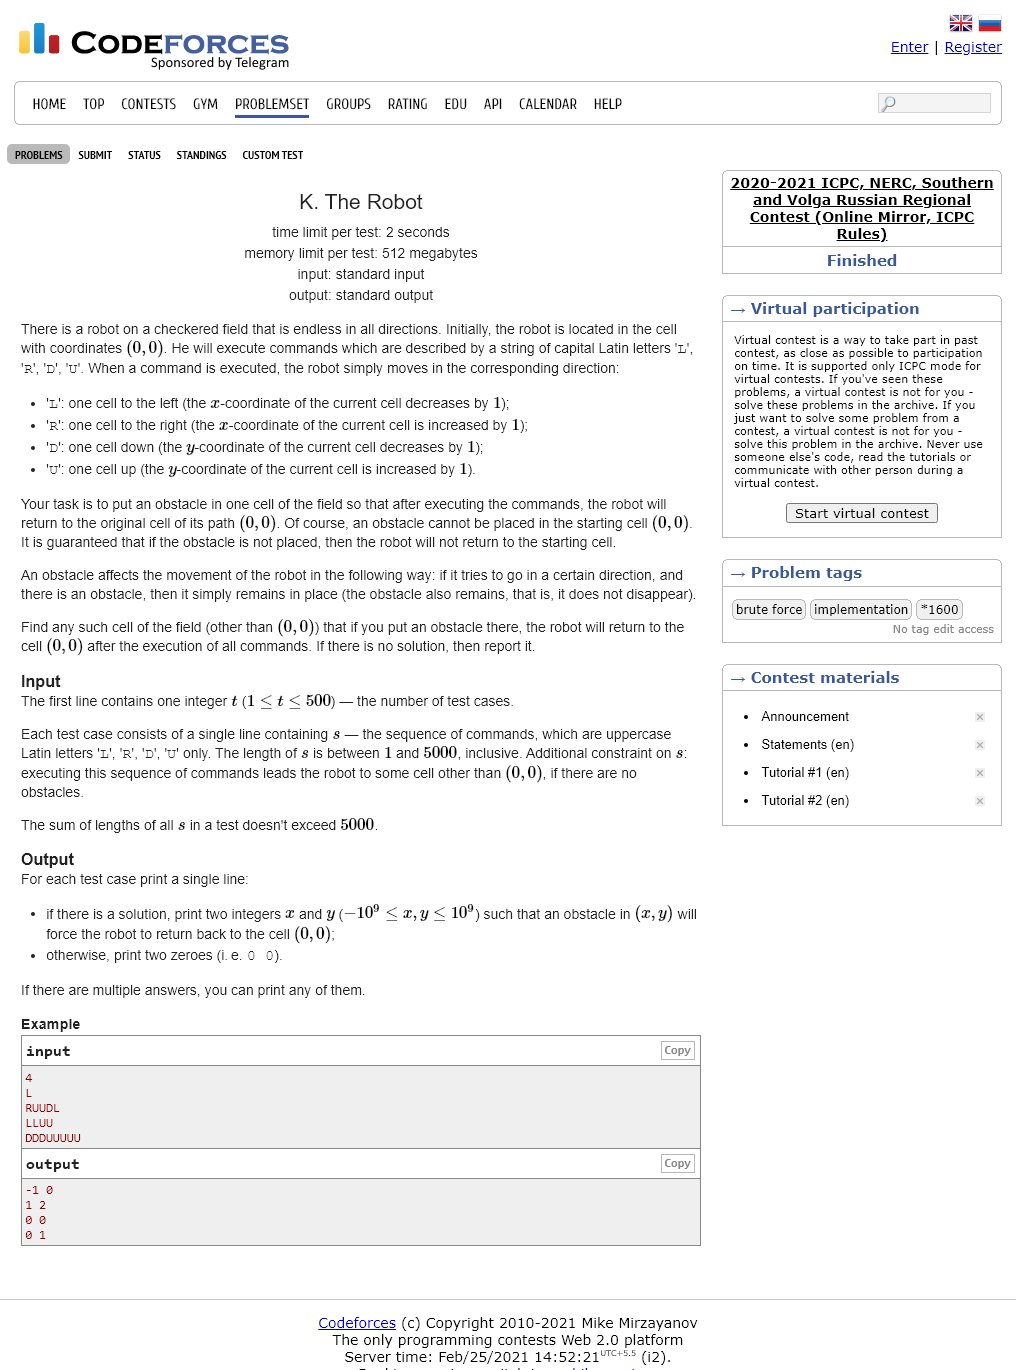 CODEFORCES
Sponsored by Telegram
Enter | Register
HOME TOP CONTESTS GYM PROBLEMSET GROUPS RATING EDU API CALENDAR HELP
PROBLEMS SUBMIT STATUS STANDINGS CUSTOM TEST
K. The Robot
time limit per test: 2 seconds
memory limit per test: 512 megabytes
input: standard input
output: standard output
There is a robot on a checkered field that is endless in all directions. Initially, the robot is located in the cell
with coordinates (0, 0). He will execute commands which are described by a string of capital Latin letters 'L',
'R', 'D', 'U'. When a command is executed, the robot simply moves in the corresponding direction:
• 'L': one cell to the left (the x-coordinate of the current cell decreases by 1);
• 'R': one cell to the right (the x-coordinate of the current cell is increased by 1);
• 'D': one cell down (the y-coordinate of the current cell decreases by 1);
• 'U': one cell up (the y-coordinate of the current cell is increased by 1).
Your task is to put an obstacle in one cell of the field so that after executing the commands, the robot will
return to the original cell of its path (0, 0). Of course, an obstacle cannot be placed in the starting cell (0, 0).
It is guaranteed that if the obstacle is not placed, then the robot will not return to the starting cell.
An obstacle affects the movement of the robot in the following way: if it tries to go in a certain direction, and
there is an obstacle, then it simply remains in place (the obstacle also remains, that is, it does not disappear).
Find any such cell of the field (other than (0, 0)) that if you put an obstacle there, the robot will return to the
cell (0, 0) after the execution of all commands. If there is no solution, then report it.
Input
The first line contains one integer t (1 ≤ t ≤ 500) — the number of test cases.
Each test case consists of a single line containing s — the sequence of commands, which are uppercase
Latin letters 'L', 'R', 'D', 'U' only. The length of s is between 1 and 5000, inclusive. Additional constraint on s:
executing this sequence of commands leads the robot to some cell other than (0, 0), if there are no
obstacles.
The sum of lengths of all s in a test doesn't exceed 5000.
Output
For each test case print a single line:
• if there is a solution, print two integers x and y (−10⁹ ≤ x, y ≤ 10⁹) such that an obstacle in (x, y) will
force the robot to return back to the cell (0, 0);
• otherwise, print two zeroes (i. e. 0 0).
If there are multiple answers, you can print any of them.
Example
input
Copy
4
L
RUUDL
LLUU
DDDUUUUU
output
Copy
-1 0
1 2
0 0
0 1
2020-2021 ICPC, NERC, Southern
and Volga Russian Regional
Contest (Online Mirror, ICPC
Rules)
Finished
→ Virtual participation
Virtual contest is a way to take part in past
contest, as close as possible to participation
on time. It is supported only ICPC mode for
virtual contests. If you've seen these
problems, a virtual contest is not for you -
solve these problems in the archive. If you
just want to solve some problem from a
contest, a virtual contest is not for you -
solve this problem in the archive. Never use
someone else's code, read the tutorials or
communicate with other person during a
virtual contest.
Start virtual contest
→ Problem tags
brute force implementation *1600
No tag edit access
→ Contest materials
• Announcement
• Statements (en)
• Tutorial #1 (en)
• Tutorial #2 (en)
Codeforces (c) Copyright 2010-2021 Mike Mirzayanov
The only programming contests Web 2.0 platform
Server time: Feb/25/2021 14:52:21 UTC+5.5 (i2).